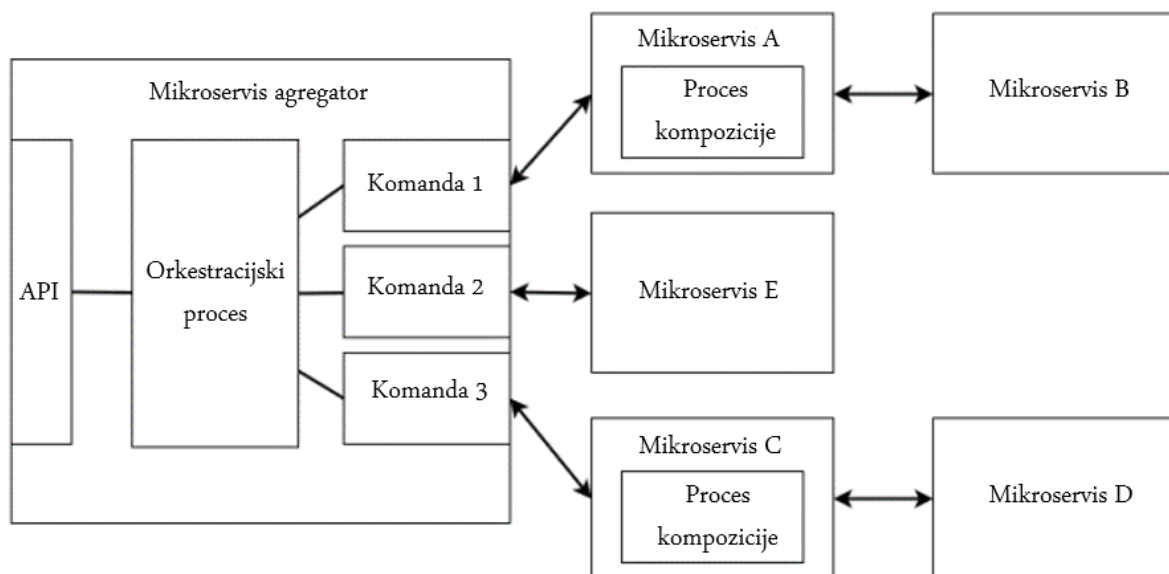 Mikroservis agregator
API
Orkestracijski
proces
Komanda 1
Komanda 2
Komanda 3
Mikroservis A
Proces
kompozicije
Mikroservis B
Mikroservis E
Mikroservis C
Proces
kompozicije
Mikroservis D